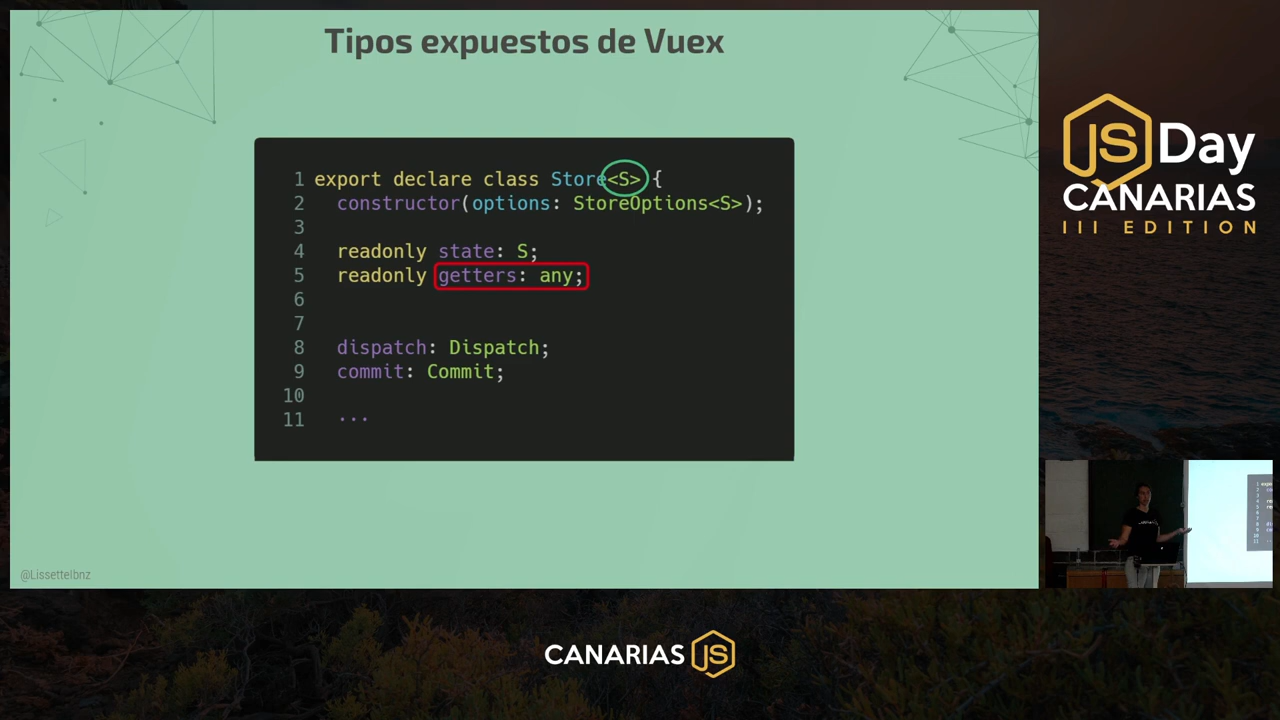 Tipos expuestos de Vuex
1 export declare class Store<S> {
2 constructor(options: StoreOptions<S>);
3
4 readonly state: S;
5 readonly getters: any;
6
7
8 dispatch: Dispatch;
9 commit: Commit;
10
11 ...
@Lissettelbnz
JS Day
CANARIAS
III EDITION
CANARIAS JS